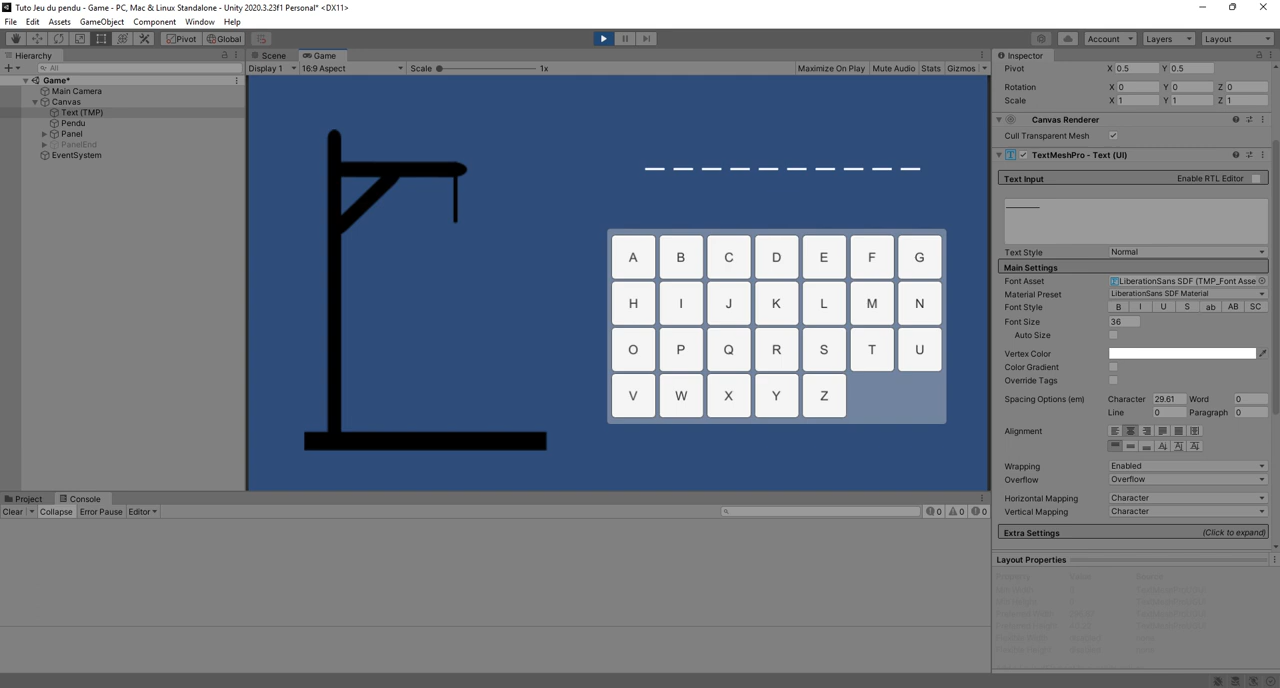 Tuto Jeu du pendu - Game - PC, Mac & Linux Standalone - Unity 2020.3.23f1 Personal* <DX11>
File Edit Assets GameObject Component Window Help
Pivot Global Account Layers Layout
Hierarchy Scene Game Inspector
All Display 1 16:9 Aspect Scale 1x Maximize On Play Mute Audio Stats Gizmos
Pivot X 0.5 Y 0.5
Game*
Main Camera
Rotation X 0 Y 0 Z 0
Canvas
Scale X 1 Y 1 Z 1
Text (TMP)
Pendu
Canvas Renderer
Panel
Cull Transparent Mesh
PanelEnd
EventSystem
TextMeshPro - Text (UI)
Text Input Enable RTL Editor
_ _ _ _ _ _ _ _ _ _
A B C D E F G
H I J K L M N
O P Q R S T U
V W X Y Z
Text Style Normal
Main Settings
Font Asset LiberationSans SDF (TMP_Font Asse
Material Preset LiberationSans SDF Material
Font Style B I U S ab AB SC
Font Size 36
Auto Size
Vertex Color
Color Gradient
Override Tags
Spacing Options (em) Character 29.61 Word 0
Line 0 Paragraph 0
Alignment
Wrapping Enabled
Overflow Overflow
Horizontal Mapping Character
Vertical Mapping Character
Extra Settings (Click to expand)
Project Console
Clear Collapse Error Pause Editor 0 0 0
Layout Properties